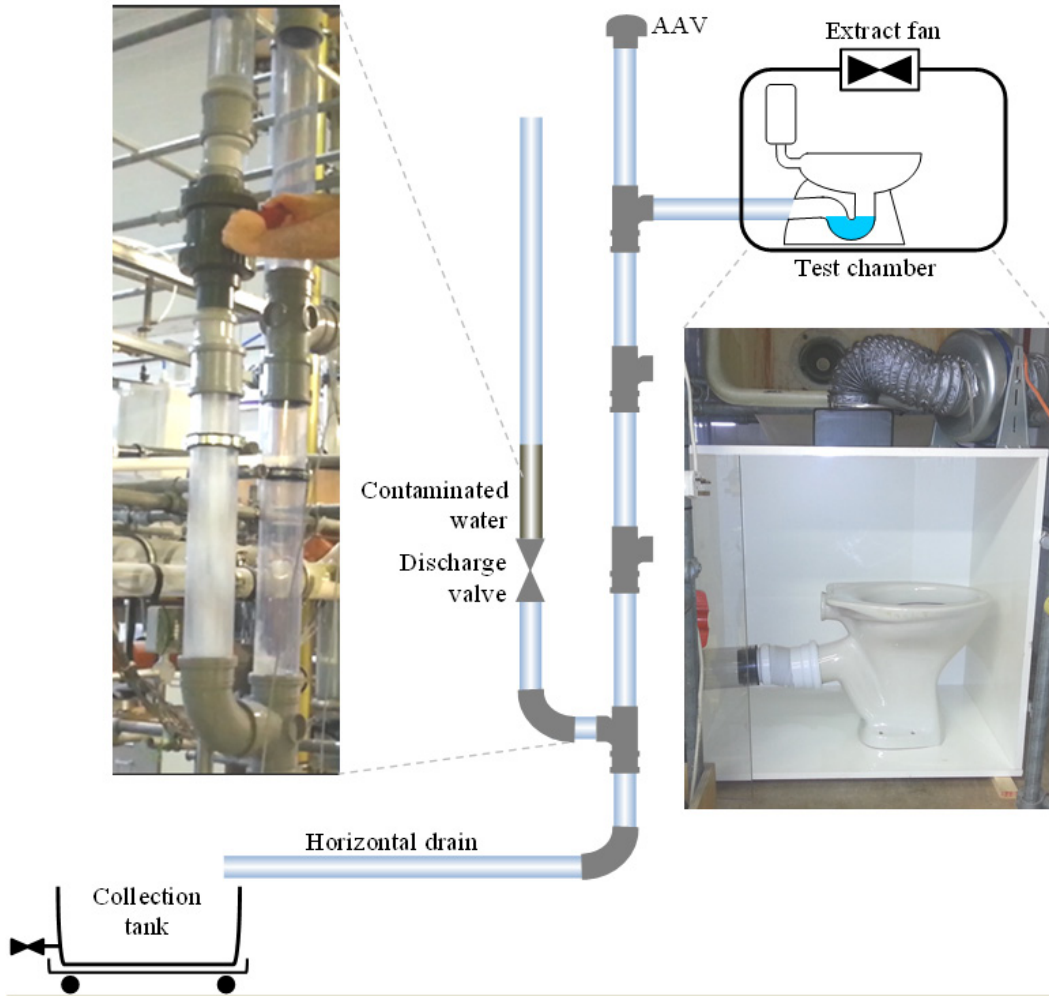 AAV
Extract fan
Test chamber
Contaminated
water
Discharge
valve
Horizontal drain
Collection
tank